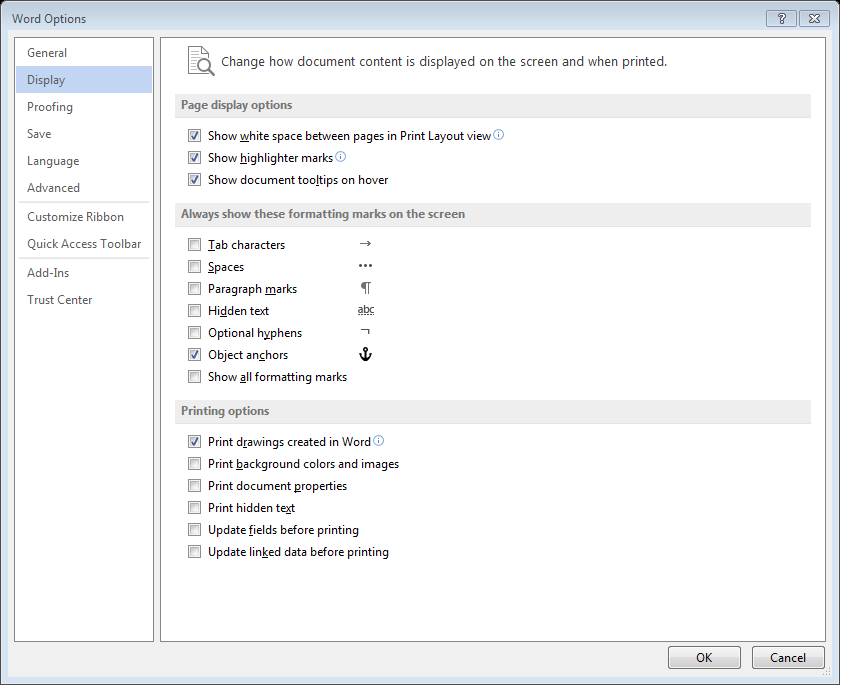 Word Options
General
Display
Proofing
Save
Language
Advanced
Customize Ribbon
Quick Access Toolbar
Add-Ins
Trust Center
Change how document content is displayed on the screen and when printed.
Page display options
Show white space between pages in Print Layout view
Show highlighter marks
Show document tooltips on hover
Always show these formatting marks on the screen
Tab characters →
Spaces •••
Paragraph marks ¶
Hidden text abc
Optional hyphens ¬
Object anchors
Show all formatting marks
Printing options
Print drawings created in Word
Print background colors and images
Print document properties
Print hidden text
Update fields before printing
Update linked data before printing
OK Cancel